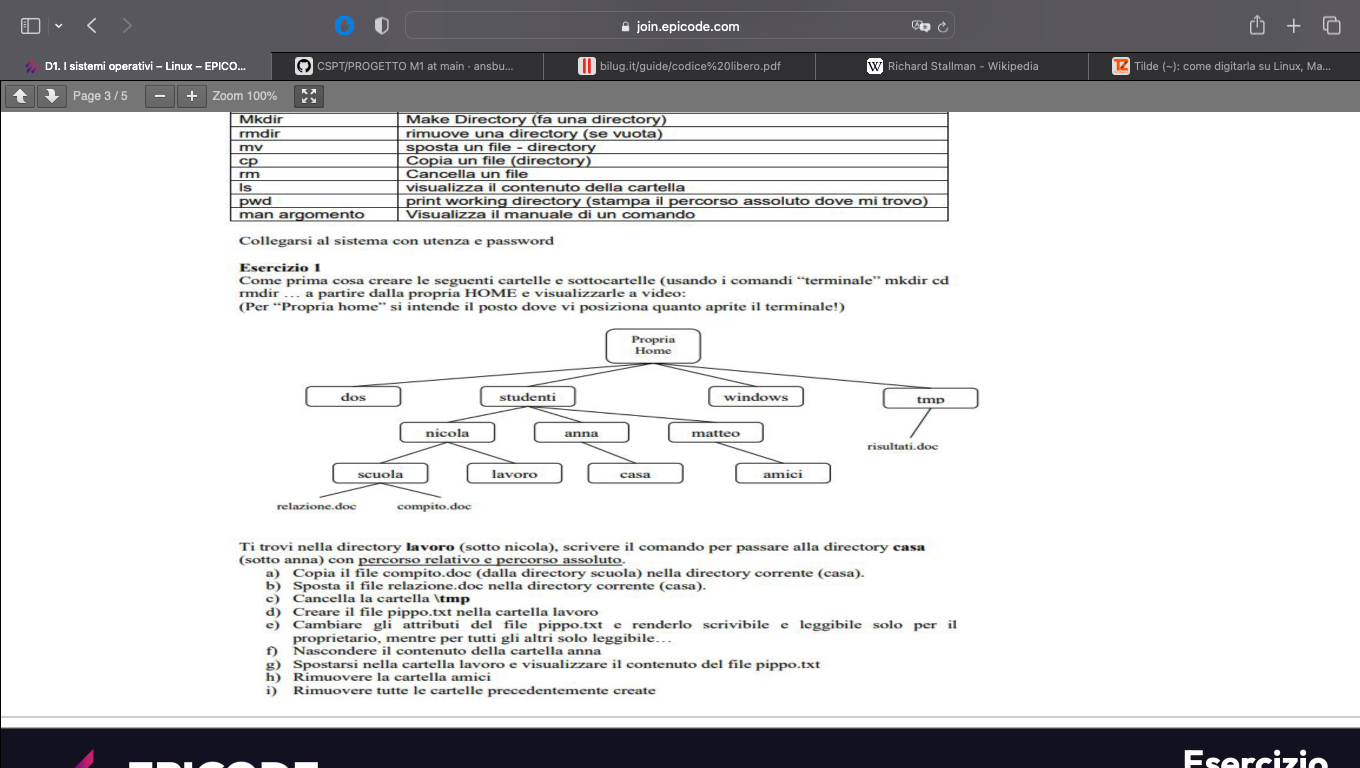 join.epicode.com
D1. I sistemi operativi – Linux – EPICO...
CSPT/PROGETTO M1 at main · ansbu...
bilug.it/guide/codice%20libero.pdf
W Richard Stallman - Wikipedia
TZ Tilde (~): come digitarla su Linux, Ma...
Page 3 / 5
Zoom 100%
Mkdir Make Directory (fa una directory)
rmdir rimuove una directory (se vuota)
mv sposta un file - directory
cp Copia un file (directory)
rm Cancella un file
ls visualizza il contenuto della cartella
pwd print working directory (stampa il percorso assoluto dove mi trovo)
man argomento Visualizza il manuale di un comando
Collegarsi al sistema con utenza e password
Esercizio 1
Come prima cosa creare le seguenti cartelle e sottocartelle (usando i comandi “terminale” mkdir cd
rmdir … a partire dalla propria HOME e visualizzarle a video:
(Per “Propria home” si intende il posto dove vi posiziona quanto aprite il terminale!)
Propria
Home
dos studenti windows tmp
nicola anna matteo
risultati.doc
scuola lavoro casa amici
relazione.doc compito.doc
Ti trovi nella directory lavoro (sotto nicola), scrivere il comando per passare alla directory casa
(sotto anna) con percorso relativo e percorso assoluto.
a) Copia il file compito.doc (dalla directory scuola) nella directory corrente (casa).
b) Sposta il file relazione.doc nella directory corrente (casa).
c) Cancella la cartella \tmp
d) Creare il file pippo.txt nella cartella lavoro
e) Cambiare gli attributi del file pippo.txt e renderlo scrivibile e leggibile solo per il
proprietario, mentre per tutti gli altri solo leggibile…
f) Nascondere il contenuto della cartella anna
g) Spostarsi nella cartella lavoro e visualizzare il contenuto del file pippo.txt
h) Rimuovere la cartella amici
i) Rimuovere tutte le cartelle precedentemente create
EPICODE
Esercizio